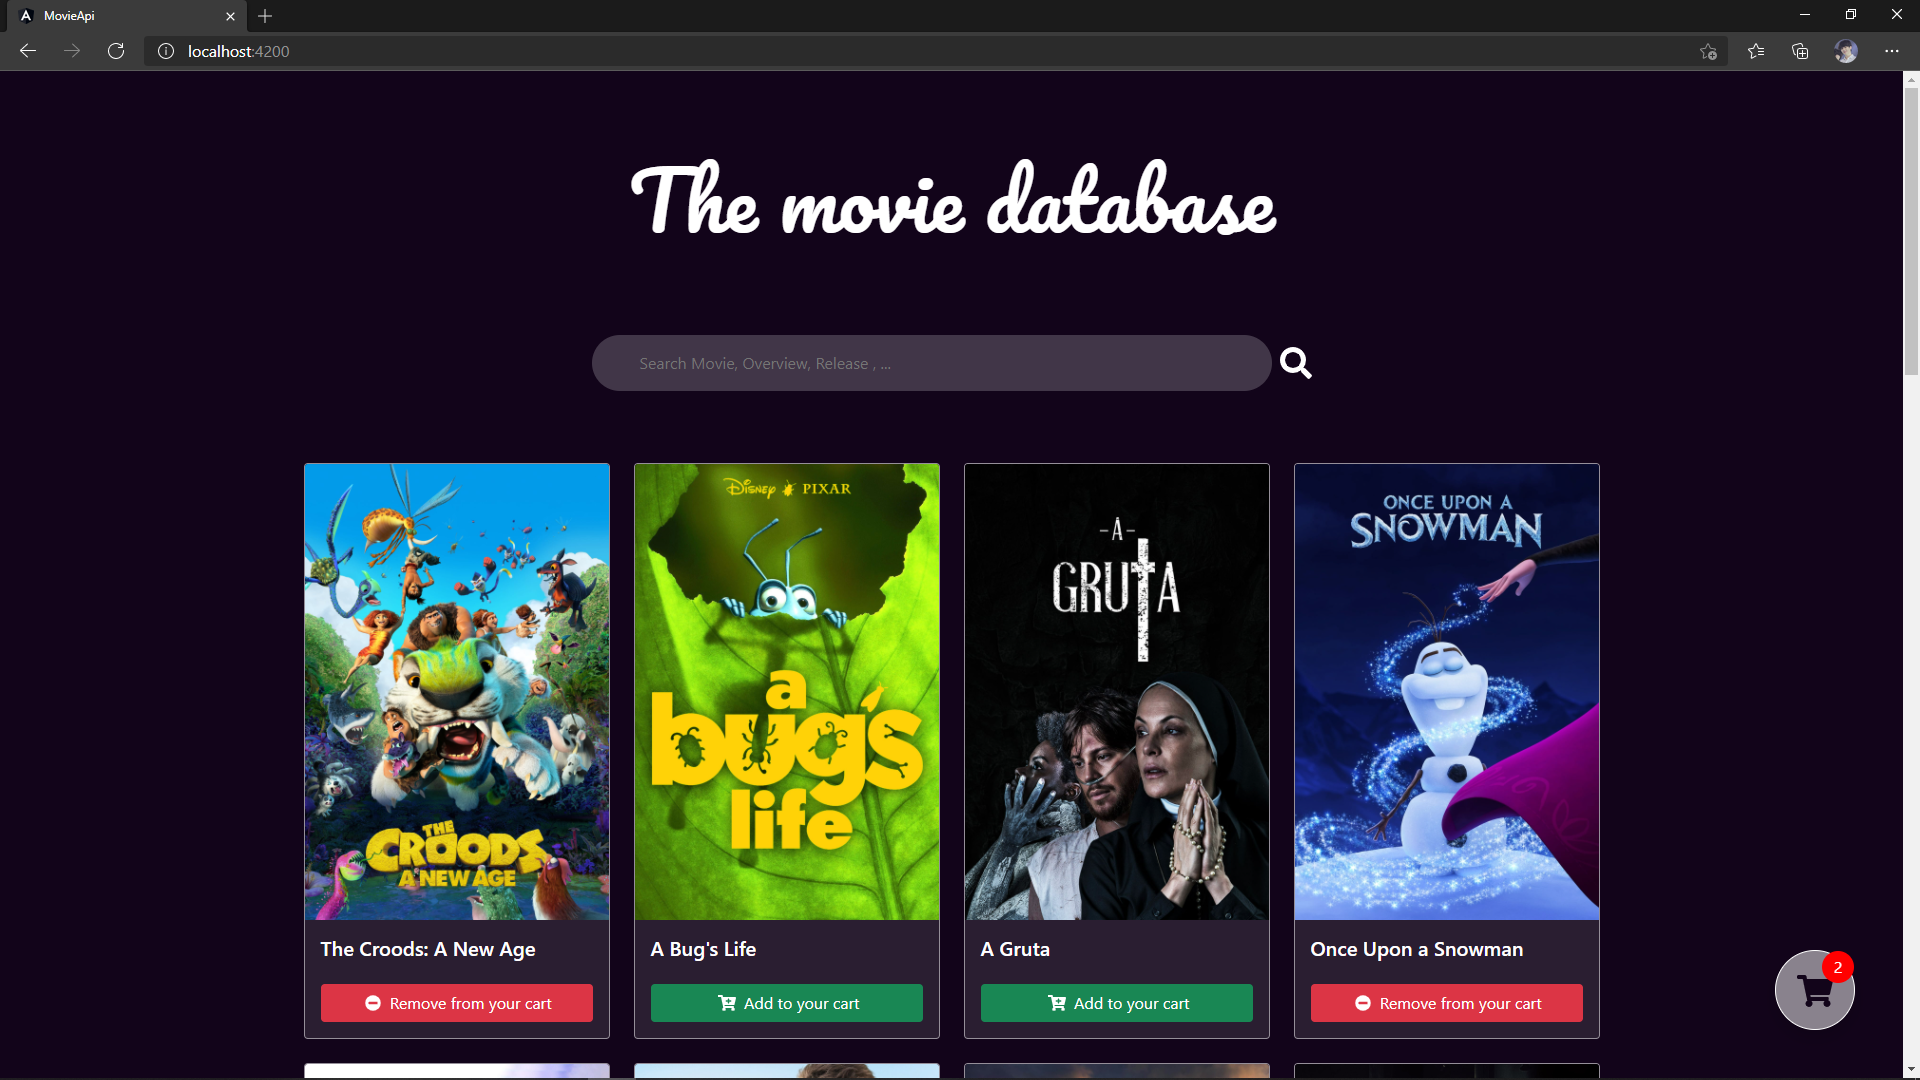 MovieApi
localhost:4200
The movie database
Search Movie, Overview, Release , ...
Disney PIXAR
a
bug's
life
-A-
GRUTA
ONCE UPON A
SNOWMAN
THE
CROODS
A NEW AGE
The Croods: A New Age
A Bug's Life
A Gruta
Once Upon a Snowman
2
Remove from your cart
Add to your cart
Add to your cart
Remove from your cart